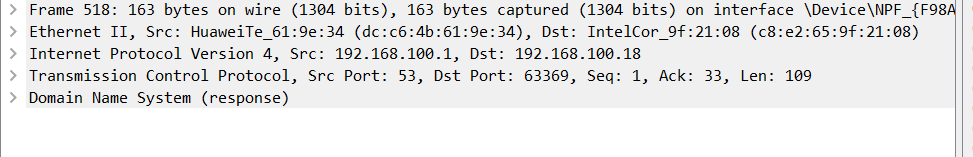 Frame 518: 163 bytes on wire (1304 bits), 163 bytes captured (1304 bits) on interface \Device\NPF_{F98A
Ethernet II, Src: HuaweiTe_61:9e:34 (dc:c6:4b:61:9e:34), Dst: IntelCor_9f:21:08 (c8:e2:65:9f:21:08)
Internet Protocol Version 4, Src: 192.168.100.1, Dst: 192.168.100.18
Transmission Control Protocol, Src Port: 53, Dst Port: 63369, Seq: 1, Ack: 33, Len: 109
Domain Name System (response)